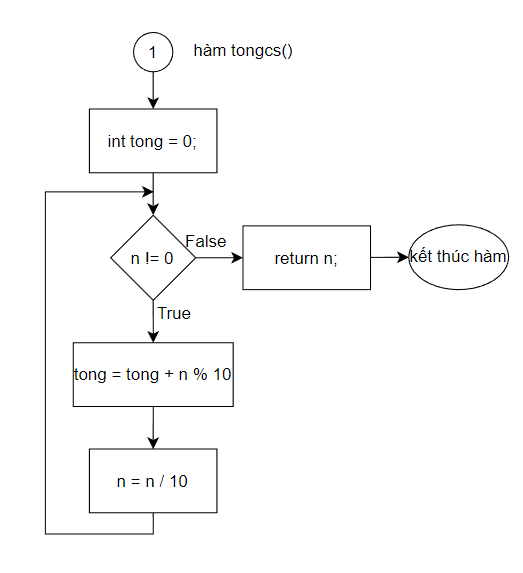 1
hàm tongcs()
int tong = 0;
n != 0
False
return n;
kết thúc hàm
True
tong = tong + n % 10
n = n / 10